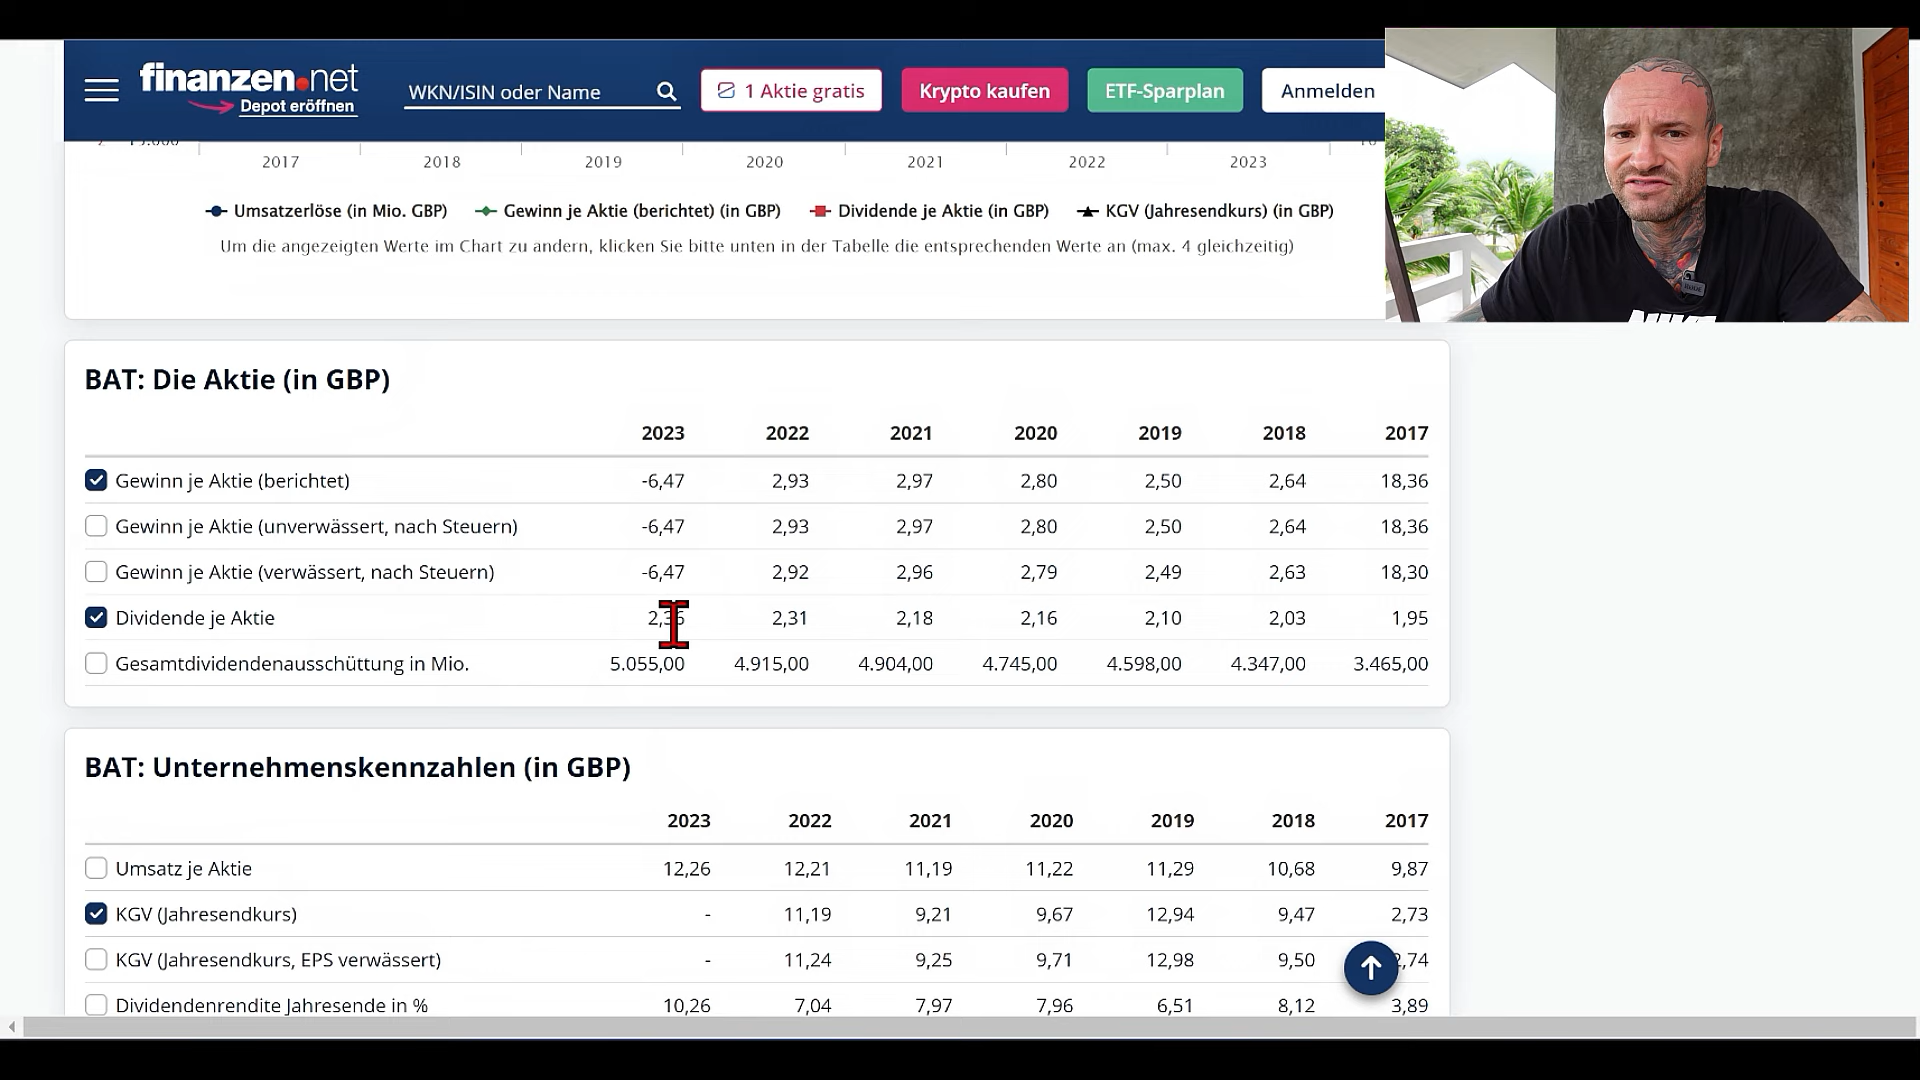 finanzen.net
Depot eröffnen
WKN/ISIN oder Name
1 Aktie gratis
Krypto kaufen
ETF-Sparplan
Anmelden
2017 2018 2019 2020 2021 2022 2023
Umsatzerlöse (in Mio. GBP) Gewinn je Aktie (berichtet) (in GBP) Dividende je Aktie (in GBP) KGV (Jahresendkurs) (in GBP)
Um die angezeigten Werte im Chart zu andern, klicken Sie bitte unten in der Tabelle die entsprechenden Werte an (max. 4 gleichzeitig)
BAT: Die Aktie (in GBP)
2023 2022 2021 2020 2019 2018 2017
Gewinn je Aktie (berichtet) -6,47 2,93 2,97 2,80 2,50 2,64 18,36
Gewinn je Aktie (unverwässert, nach Steuern) -6,47 2,93 2,97 2,80 2,50 2,64 18,36
Gewinn je Aktie (verwässert, nach Steuern) -6,47 2,92 2,96 2,79 2,49 2,63 18,30
Dividende je Aktie 2,31 2,18 2,16 2,10 2,03 1,95
Gesamtdividendenausschüttung in Mio. 5.055,00 4.915,00 4.904,00 4.745,00 4.598,00 4.347,00 3.465,00
BAT: Unternehmenskennzahlen (in GBP)
2023 2022 2021 2020 2019 2018 2017
Umsatz je Aktie 12,26 12,21 11,19 11,22 11,29 10,68 9,87
KGV (Jahresendkurs) - 11,19 9,21 9,67 12,94 9,47 2,73
KGV (Jahresendkurs, EPS verwässert) - 11,24 9,25 9,71 12,98 9,50 ,74
Dividendenrendite Jahresende in % 10,26 7,04 7,97 7,96 6,51 8,12 3,89